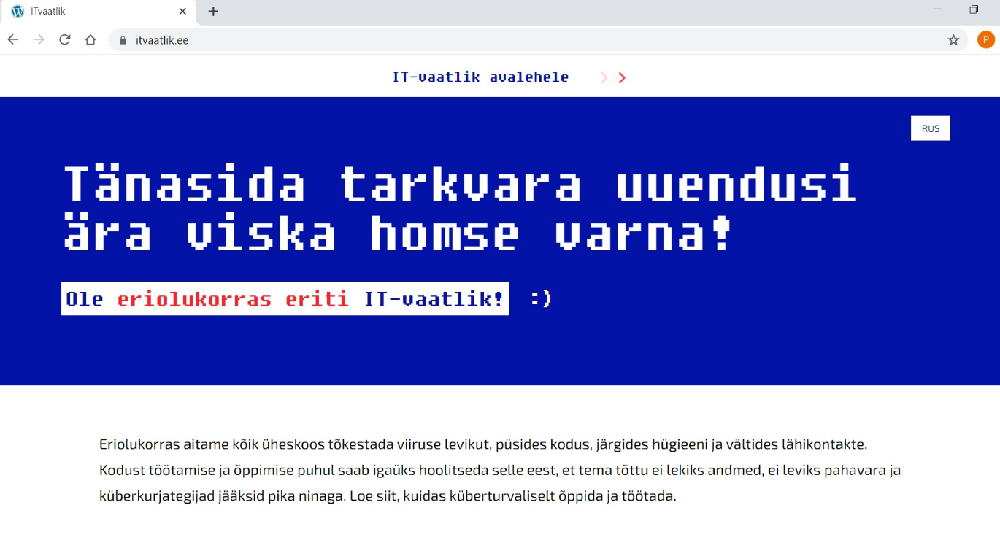 ITvaatlik
itvaatlik.ee
P
IT-vaatlik avalehele
RUS
Tänasida tarkvara uuendusi
ära viska homse varna!
Ole eriolukorras eriti IT-vaatlik! :)
Eriolukorras aitame kõik üheskoos tõkestada viiruse levikut, püsides kodus, järgides hügieeni ja vältides lähikontakte.
Kodust töötamise ja õppimise puhul saab igaüks hoolitseda selle eest, et tema tõttu ei lekiks andmed, ei leviks pahavara ja
küberkurjategijad jääksid pika ninaga. Loe siit, kuidas küberturvaliselt õppida ja töötada.